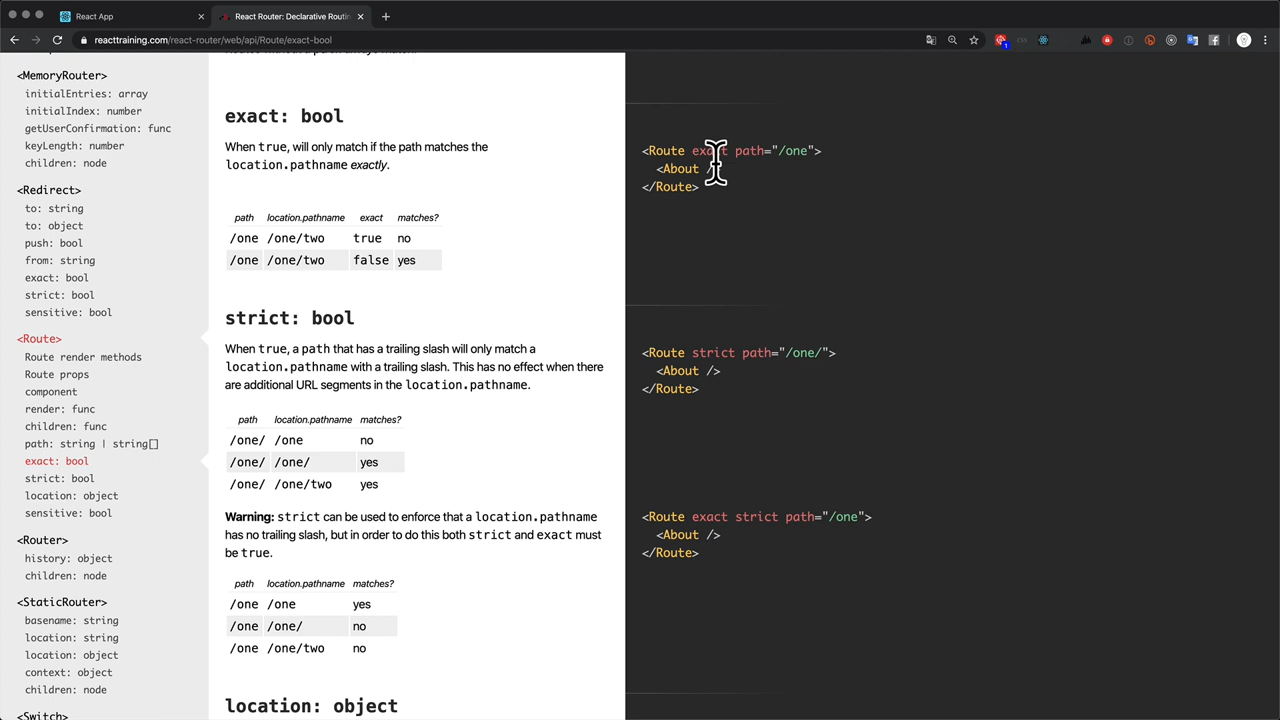 React App
React Router: Declarative Routin
reacttraining.com/react-router/web/api/Route/exact-bool
1
<MemoryRouter>
initialEntries: array
initialIndex: number
getUserConfirmation: func
keyLength: number
children: node
<Redirect>
to: string
to: object
push: bool
from: string
exact: bool
strict: bool
sensitive: bool
<Route>
Route render methods
Route props
component
render: func
children: func
path: string | string[]
exact: bool
strict: bool
location: object
sensitive: bool
<Router>
history: object
children: node
<StaticRouter>
basename: string
location: string
location: object
context: object
children: node
<Switch>
exact: bool
When true, will only match if the path matches the
location.pathname exactly.
path location.pathname exact matches?
/one /one/two true no
/one /one/two false yes
strict: bool
When true, a path that has a trailing slash will only match a
location.pathname with a trailing slash. This has no effect when there
are additional URL segments in the location.pathname.
path location.pathname matches?
/one/ /one no
/one/ /one/ yes
/one/ /one/two yes
Warning: strict can be used to enforce that a location.pathname
has no trailing slash, but in order to do this both strict and exact must
be true.
path location.pathname matches?
/one /one yes
/one /one/ no
/one /one/two no
location: object
<Route exact path="/one">
<About />
</Route>
<Route strict path="/one/">
<About />
</Route>
<Route exact strict path="/one">
<About />
</Route>